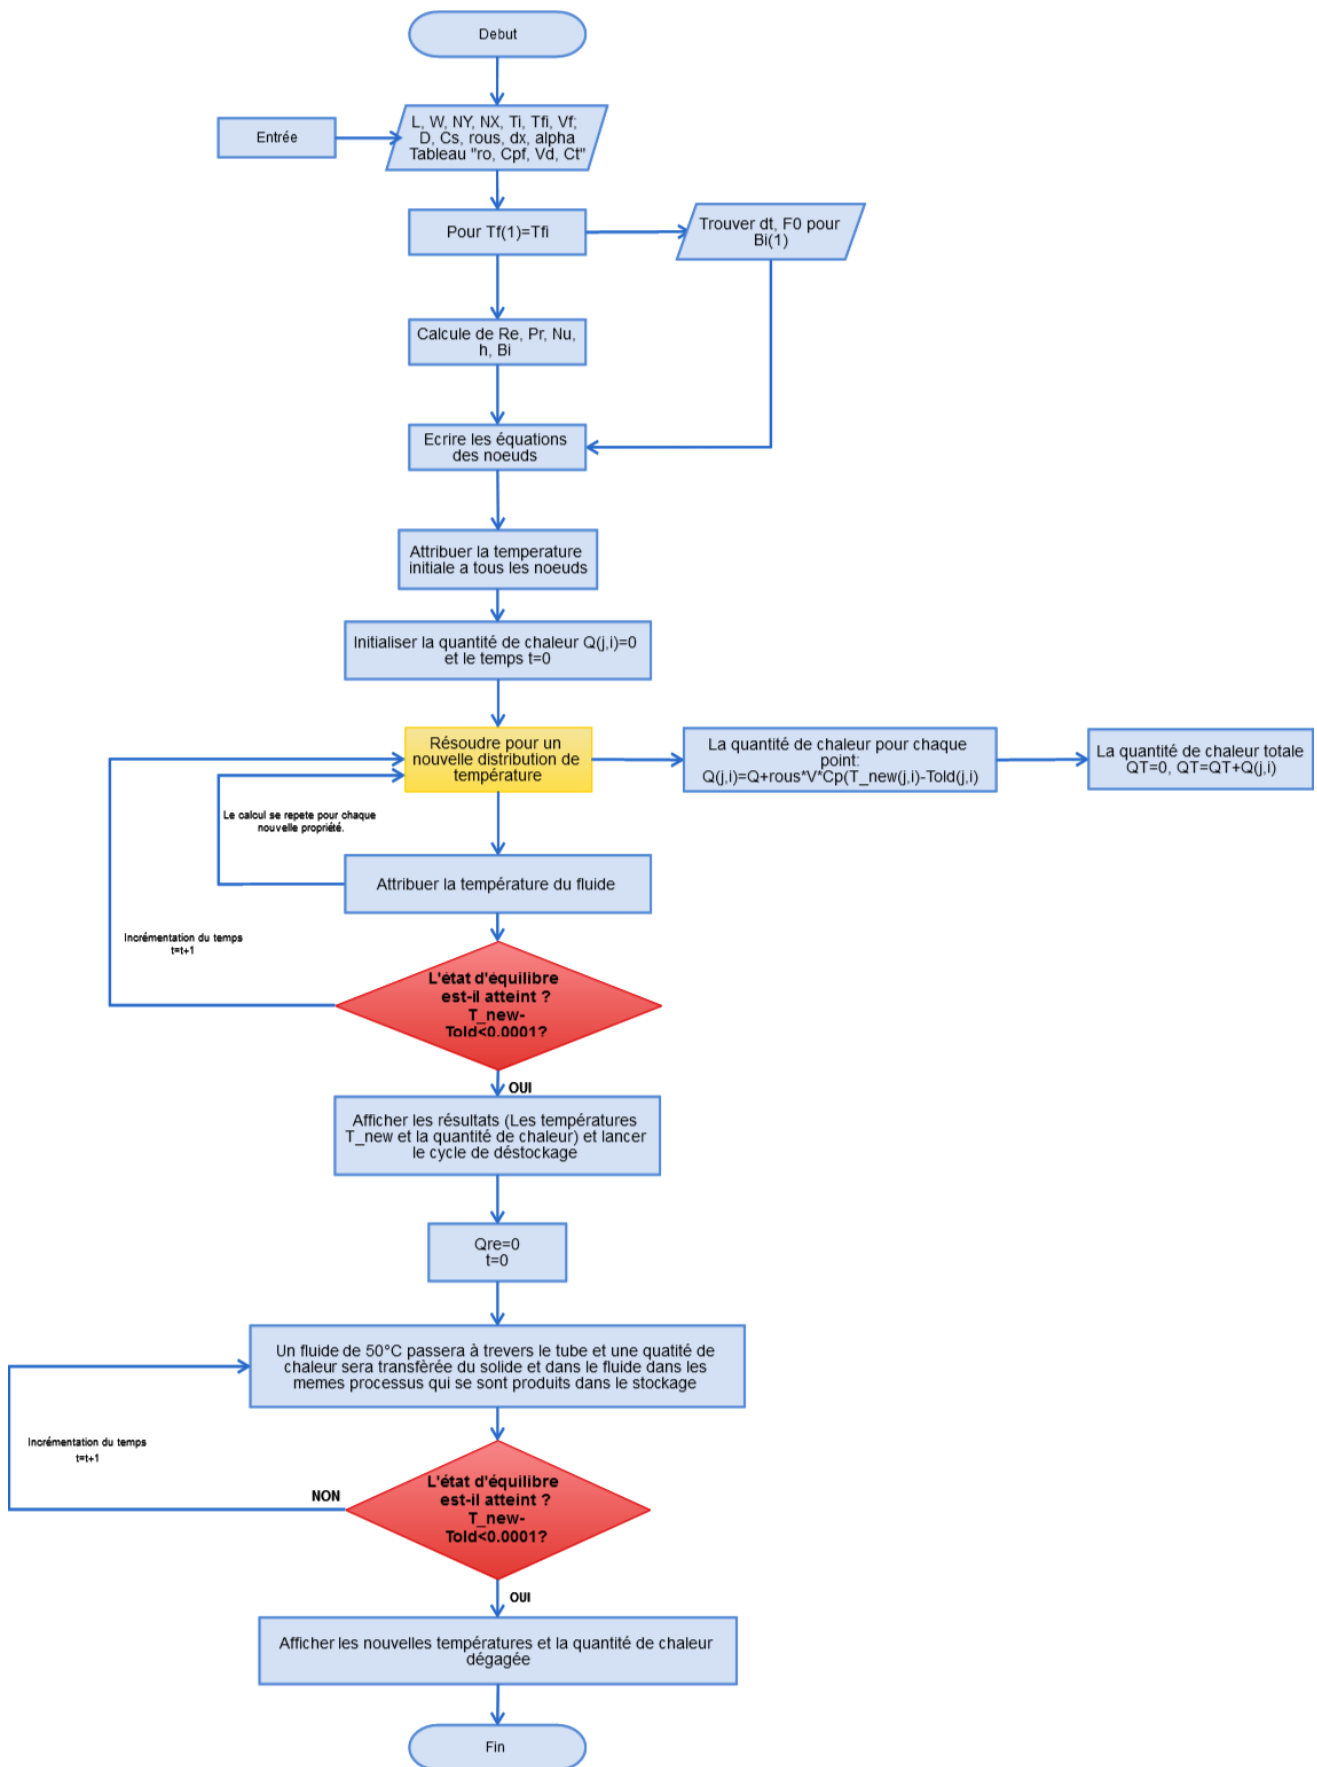 Debut
Entrée
L, W, NY, NX, Ti, Tfi, Vf;
D, Cs, rous, dx, alpha
Tableau "ro, Cpf, Vd, Ct"
Pour Tf(1)=Tfi
Trouver dt, F0 pour
Bi(1)
Calcule de Re, Pr, Nu,
h, Bi
Ecrire les équations
des noeuds
Attribuer la temperature
initiale a tous les noeuds
Initialiser la quantité de chaleur Q(j,i)=0
et le temps t=0
Résoudre pour un
nouvelle distribution de
température
La quantité de chaleur pour chaque
point:
Q(j,i)=Q+rous*V*Cp(T_new(j,i)-Told(j,i)
La quantité de chaleur totale
QT=0, QT=QT+Q(j,i)
Le calcul se repete pour chaque
nouvelle propriété.
Attribuer la température du fluide
Incrémentation du temps
t=t+1
L'état d'équilibre
est-il atteint ?
T_new-
Told<0.0001?
OUI
Afficher les résultats (Les températures
T_new et la quantité de chaleur) et lancer
le cycle de déstockage
Qre=0
t=0
Un fluide de 50°C passera à trevers le tube et une quatité de
chaleur sera transfèrée du solide et dans le fluide dans les
memes processus qui se sont produits dans le stockage
Incrémentation du temps
t=t+1
NON
L'état d'équilibre
est-il atteint ?
T_new-
Told<0.0001?
OUI
Afficher les nouvelles températures et la quantité de chaleur
dégagée
Fin